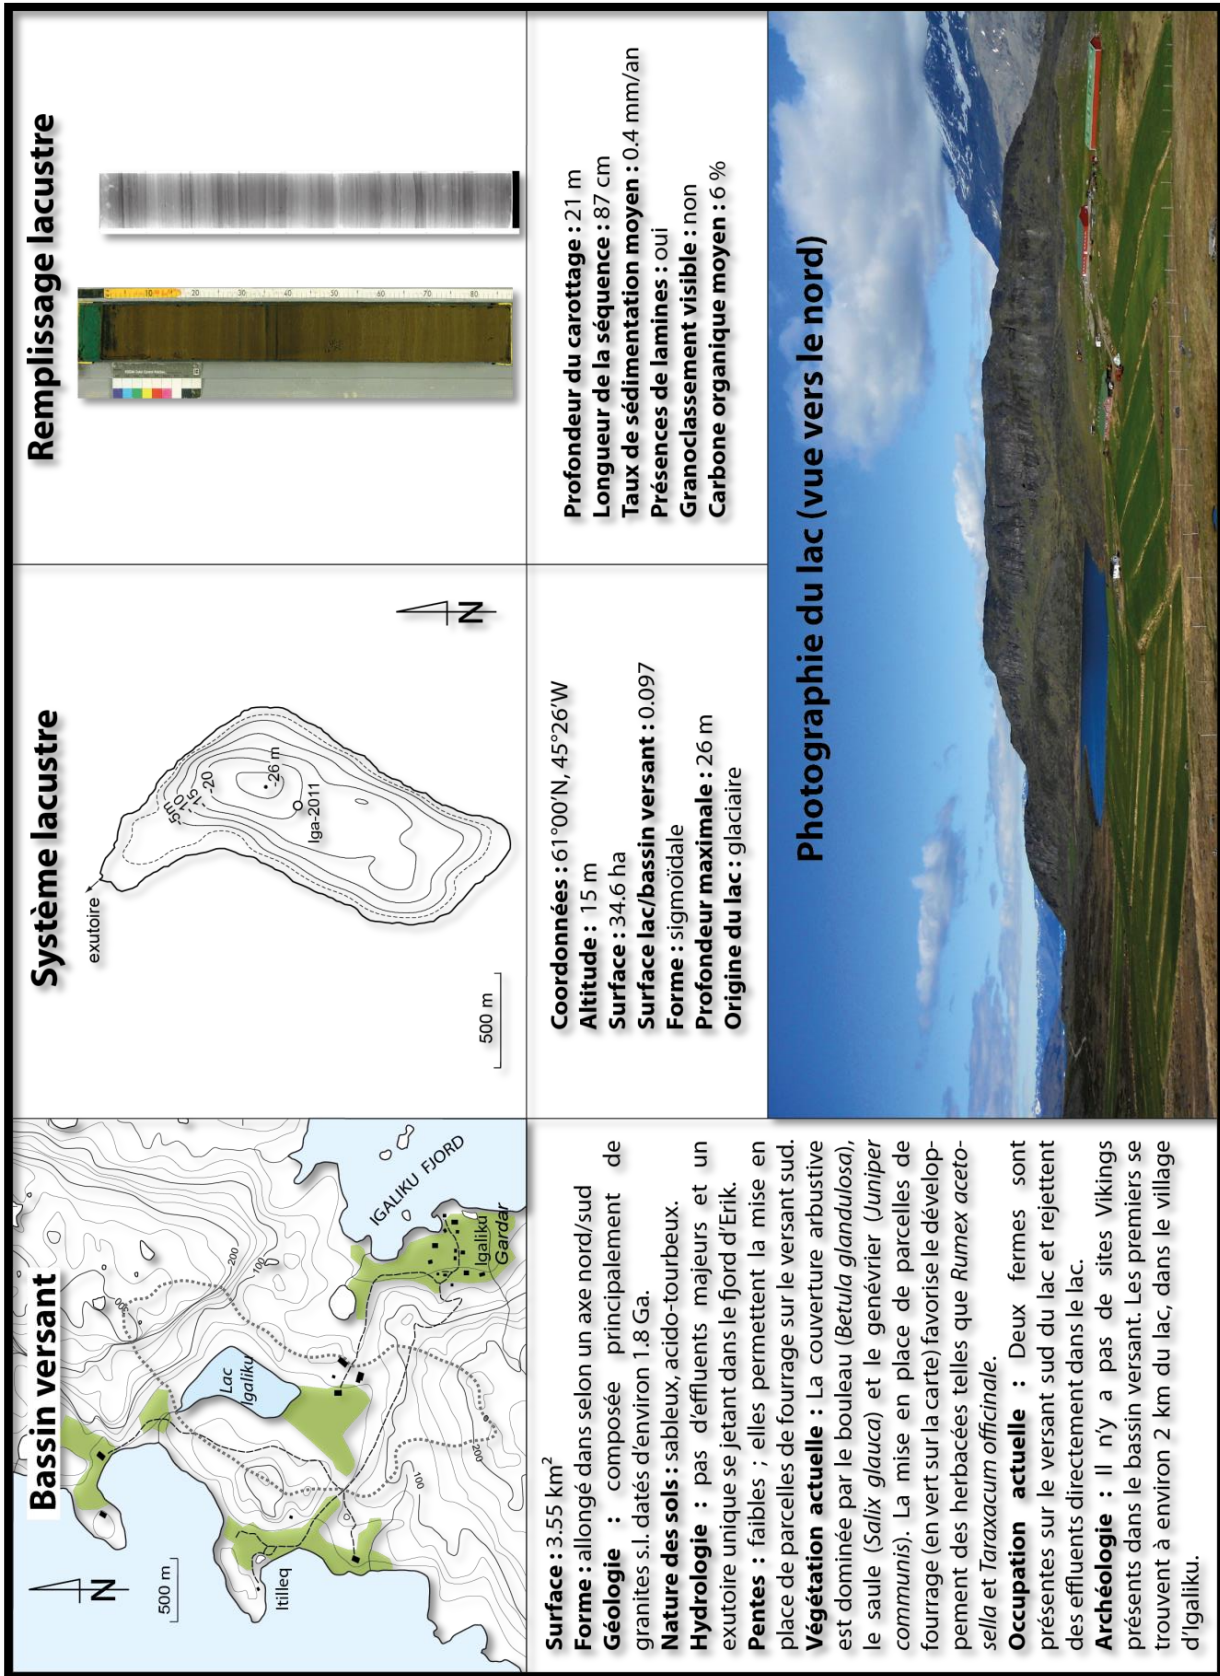 Bassin versant
N
500 m
Itilleq
Lac
Igaliku
300
200
100
100
200
IGALIKU FJORD
Igaliku
Gardar
Surface : 3.55 km²
Forme : allongé dans selon un axe nord/sud
Géologie : composée principalement de
granites s.l. datés d'environ 1.8 Ga.
Nature des sols : sableux, acido-tourbeux.
Hydrologie : pas d'effluents majeurs et un
exutoire unique se jetant dans le fjord d'Erik.
Pentes : faibles ; elles permettent la mise en
place de parcelles de fourrage sur le versant sud.
Végétation actuelle : La couverture arbustive
est dominée par le bouleau (Betula glandulosa),
le saule (Salix glauca) et le genévrier (Juniper
communis). La mise en place de parcelles de
fourrage (en vert sur la carte) favorise le dévelop-
pement des herbacées telles que Rumex aceto-
sella et Taraxacum officinale.
Occupation actuelle : Deux fermes sont
présentes sur le versant sud du lac et rejettent
des effluents directement dans le lac.
Archéologie : Il n'y a pas de sites Vikings
présents dans le bassin versant. Les premiers se
trouvent à environ 2 km du lac, dans le village
d'Igaliku.
Système lacustre
exutoire
-5m
-10
-15
-20
-26 m
Iga-2011
500 m
N
Coordonnées : 61°00'N, 45°26'W
Altitude : 15 m
Surface : 34.6 ha
Surface lac/bassin versant : 0.097
Forme : sigmoïdale
Profondeur maximale : 26 m
Origine du lac : glaciaire
Remplissage lacustre
10 20 30 40 50 60 70 80
Profondeur du carottage : 21 m
Longueur de la séquence : 87 cm
Taux de sédimentation moyen : 0.4 mm/an
Présences de lamines : oui
Granoclassement visible : non
Carbone organique moyen : 6 %
Photographie du lac (vue vers le nord)